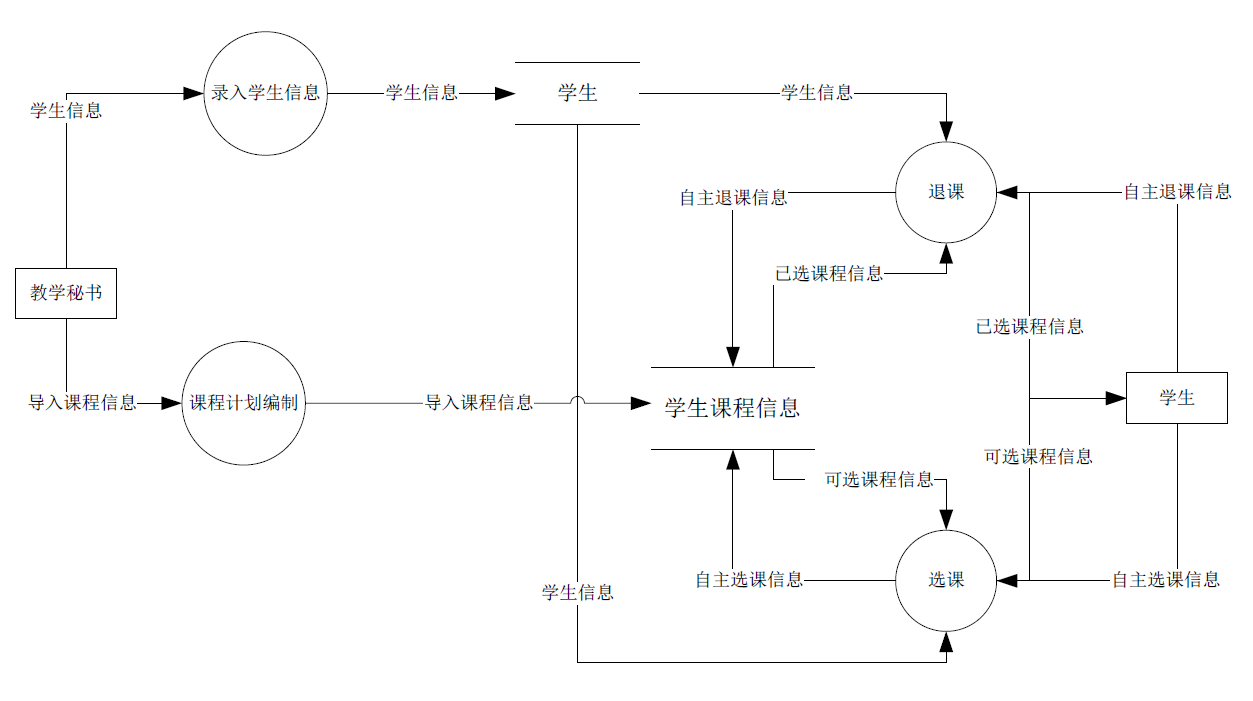 录入学生信息
学生信息
学生
学生信息
学生信息
自主退课信息
退课
自主退课信息
已选课程信息
教学秘书
已选课程信息
导入课程信息
课程计划编制
导入课程信息
学生课程信息
学生
可选课程信息
可选课程信息
自主选课信息
选课
自主选课信息
学生信息